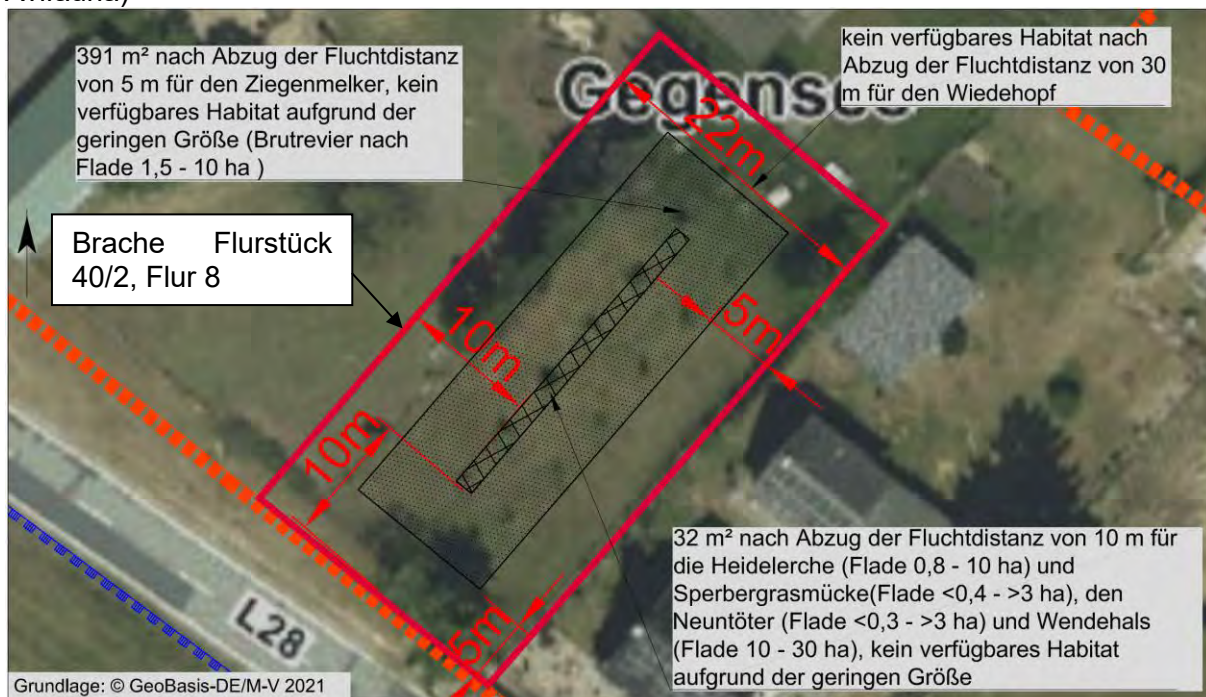 391 m² nach Abzug der Fluchtdistanz
von 5 m für den Ziegenmelker, kein
verfügbares Habitat aufgrund der
geringen Größe (Brutrevier nach
Flade 1,5 - 10 ha )
kein verfügbares Habitat nach
Abzug der Fluchtdistanz von 30
m für den Wiedehopf
Gegensee
22m
Brache Flurstück
40/2, Flur 8
10m
5m
10m
5m
L28
32 m² nach Abzug der Fluchtdistanz von 10 m für
die Heidelerche (Flade 0,8 - 10 ha) und
Sperbergrasmücke(Flade <0,4 - >3 ha), den
Neuntöter (Flade <0,3 - >3 ha) und Wendehals
(Flade 10 - 30 ha), kein verfügbares Habitat
aufgrund der geringen Größe
Grundlage: © GeoBasis-DE/M-V 2021